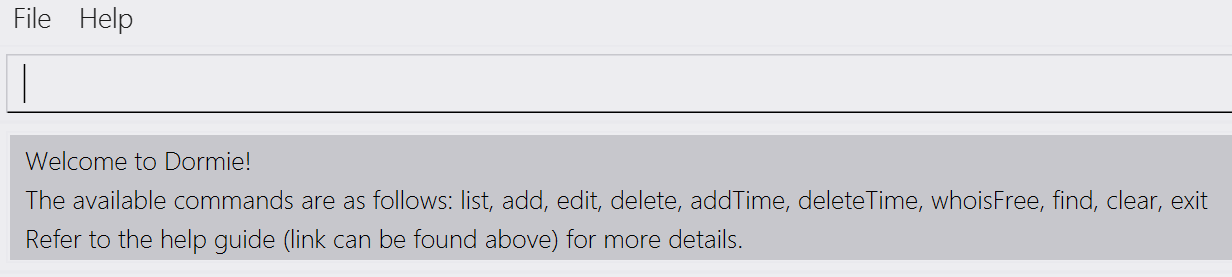 File Help
Welcome to Dormie!
The available commands are as follows: list, add, edit, delete, addTime, deleteTime, whoisFree, find, clear, exit
Refer to the help guide (link can be found above) for more details.